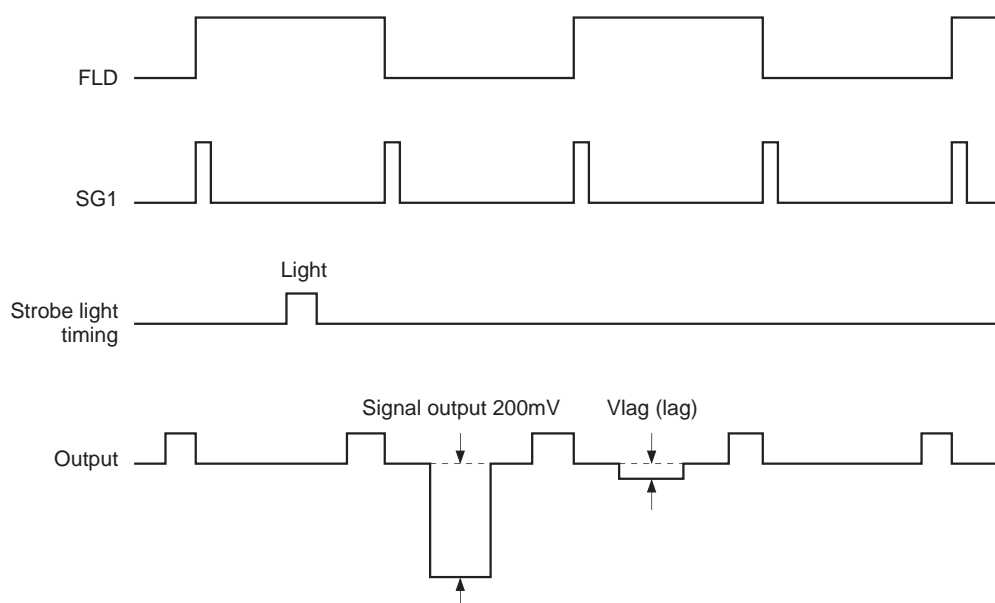 FLD
SG1
Light
Strobe light
timing
Signal output 200mV
Vlag (lag)
Output